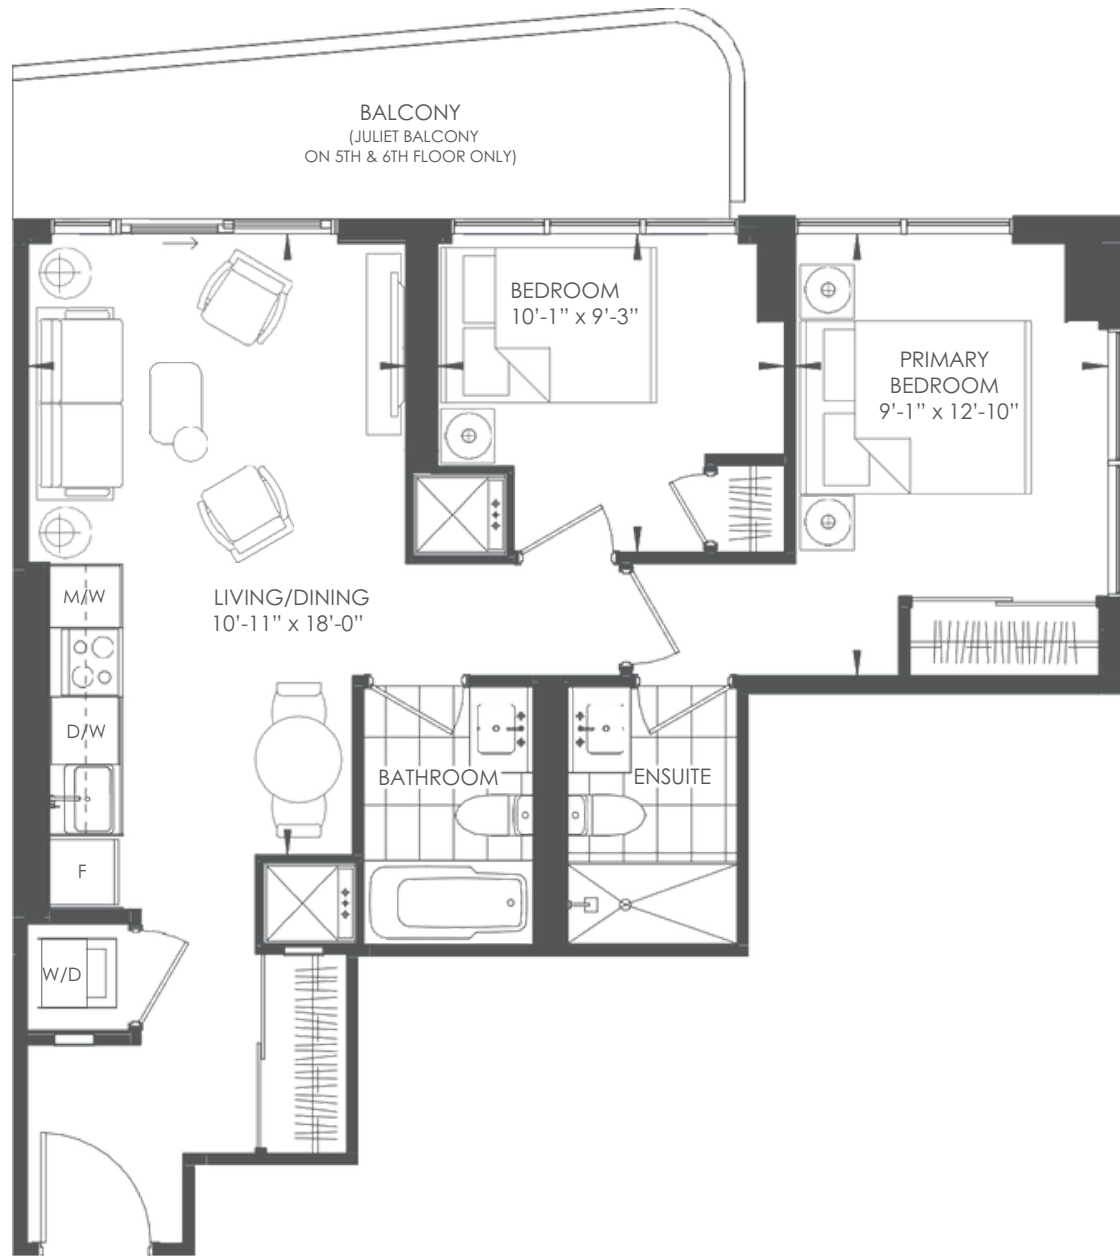 BALCONY
(JULIET BALCONY
ON 5TH & 6TH FLOOR ONLY)
BEDROOM
10'-1” x 9'-3”
PRIMARY
BEDROOM
9'-1” x 12'-10”
LIVING/DINING
10'-11” x 18'-0”
M/W
D/W
F
W/D
BATHROOM
ENSUITE